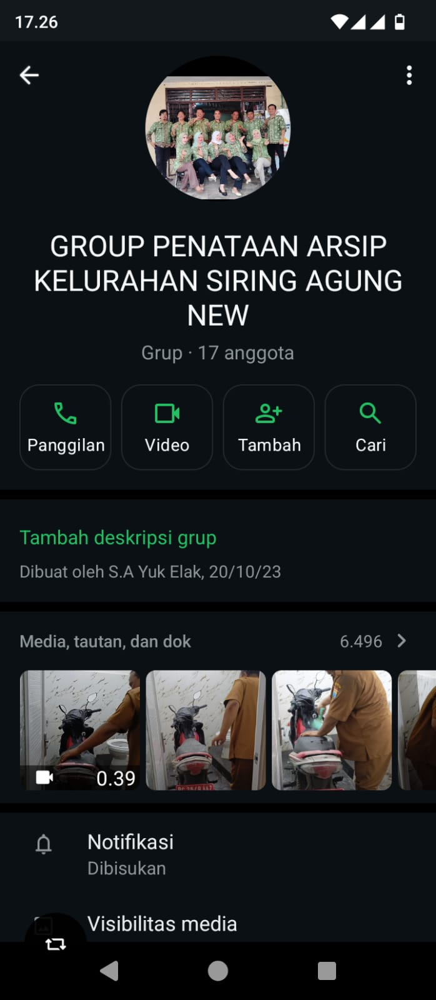 17.26
GROUP PENATAAN ARSIP
KELURAHAN SIRING AGUNG
NEW
Grup · 17 anggota
Panggilan
Video
Tambah
Cari
Tambah deskripsi grup
Dibuat oleh S.A Yuk Elak, 20/10/23
Media, tautan, dan dok
6.496
0.39
Notifikasi
Dibisukan
Visibilitas media